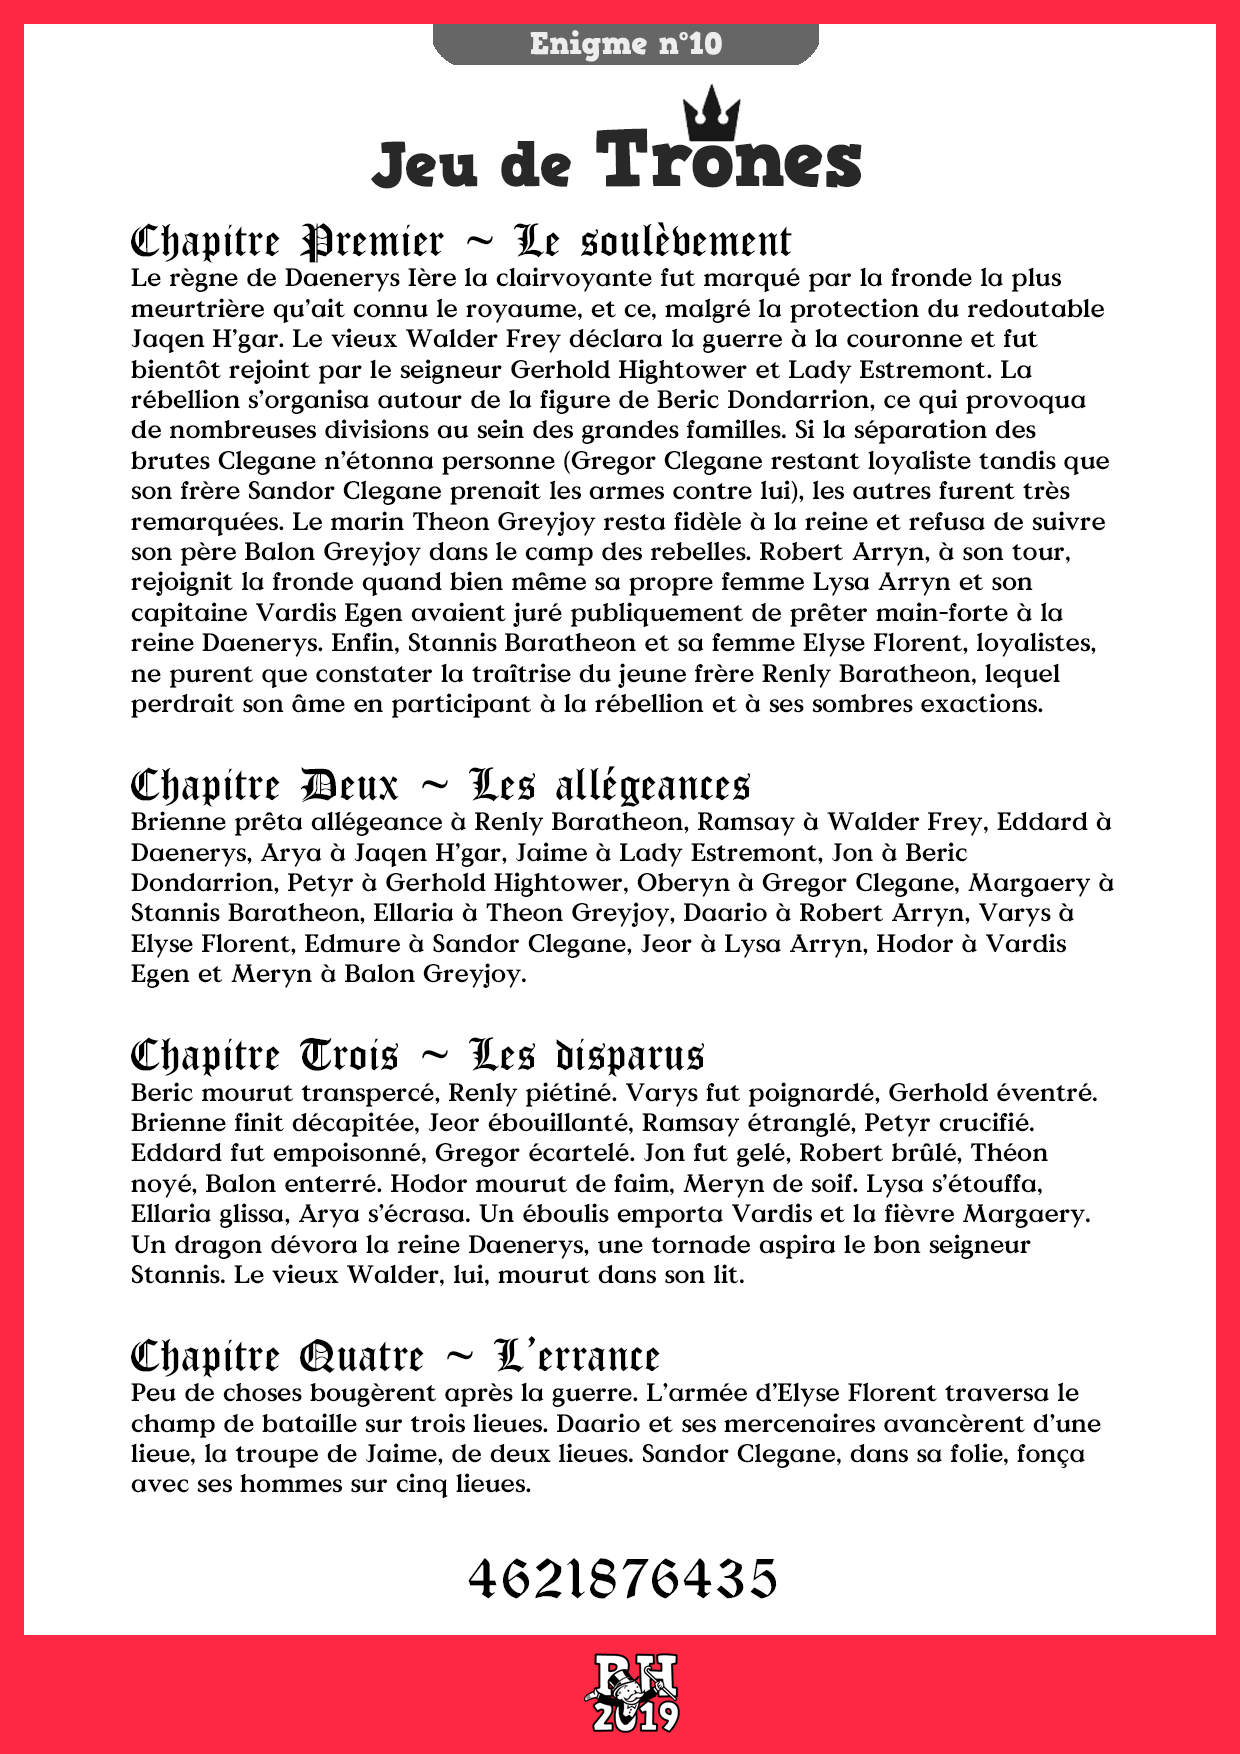 Enigme n°10
Jeu de Trones
Chapitre Premier ~ Le soulèvement
Le règne de Daenerys Ière la clairvoyante fut marqué par la fronde la plus
meurtrière qu'ait connu le royaume, et ce, malgré la protection du redoutable
Jaqen H'gar. Le vieux Walder Frey déclara la guerre à la couronne et fut
bientôt rejoint par le seigneur Gerhold Hightower et Lady Estremont. La
rébellion s'organisa autour de la figure de Beric Dondarrion, ce qui provoqua
de nombreuses divisions au sein des grandes familles. Si la séparation des
brutes Clegane n'étonna personne (Gregor Clegane restant loyaliste tandis que
son frère Sandor Clegane prenait les armes contre lui), les autres furent très
remarquées. Le marin Theon Greyjoy resta fidèle à la reine et refusa de suivre
son père Balon Greyjoy dans le camp des rebelles. Robert Arryn, à son tour,
rejoignit la fronde quand bien même sa propre femme Lysa Arryn et son
capitaine Vardis Egen avaient juré publiquement de prêter main-forte à la
reine Daenerys. Enfin, Stannis Baratheon et sa femme Elyse Florent, loyalistes,
ne purent que constater la traîtrise du jeune frère Renly Baratheon, lequel
perdrait son âme en participant à la rébellion et à ses sombres exactions.
Chapitre Deux ~ Les allégeances
Brienne prêta allégeance à Renly Baratheon, Ramsay à Walder Frey, Eddard à
Daenerys, Arya à Jaqen H'gar, Jaime à Lady Estremont, Jon à Beric
Dondarrion, Petyr à Gerhold Hightower, Oberyn à Gregor Clegane, Margaery à
Stannis Baratheon, Ellaria à Theon Greyjoy, Daario à Robert Arryn, Varys à
Elyse Florent, Edmure à Sandor Clegane, Jeor à Lysa Arryn, Hodor à Vardis
Egen et Meryn à Balon Greyjoy.
Chapitre Trois ~ Les disparus
Beric mourut transpercé, Renly piétiné. Varys fut poignardé, Gerhold éventré.
Brienne finit décapitée, Jeor ébouillanté, Ramsay étranglé, Petyr crucifié.
Eddard fut empoisonné, Gregor écartelé. Jon fut gelé, Robert brûlé, Théon
noyé, Balon enterré. Hodor mourut de faim, Meryn de soif. Lysa s'étouffa,
Ellaria glissa, Arya s'écrasa. Un éboulis emporta Vardis et la fièvre Margaery.
Un dragon dévora la reine Daenerys, une tornade aspira le bon seigneur
Stannis. Le vieux Walder, lui, mourut dans son lit.
Chapitre Quatre ~ L'errance
Peu de choses bougèrent après la guerre. L'armée d'Elyse Florent traversa le
champ de bataille sur trois lieues. Daario et ses mercenaires avancèrent d'une
lieue, la troupe de Jaime, de deux lieues. Sandor Clegane, dans sa folie, fonça
avec ses hommes sur cinq lieues.
4621876435
RH
2019